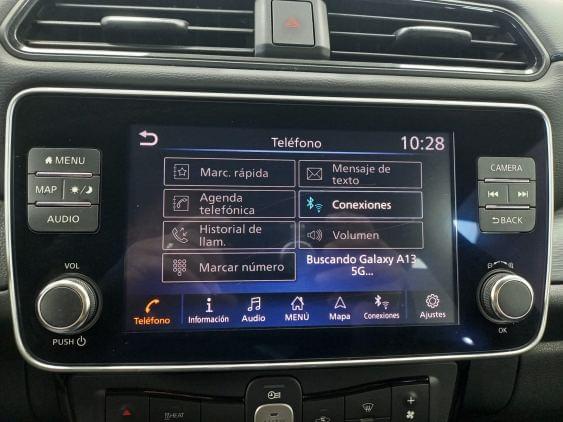 Teléfono
10:28
Marc. rápida
Mensaje de
texto
Agenda
telefónica
Conexiones
Historial de
llam.
Volumen
Marcar número
Buscando Galaxy A13
5G...
Teléfono
Información
Audio
MENÚ
Mapa
Conexiones
Ajustes
MENU
MAP
AUDIO
VOL
PUSH
CAMERA
BACK
OK
HEAT